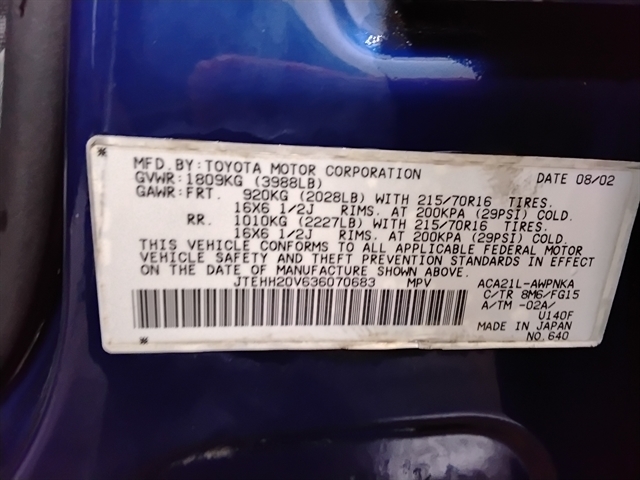 MFD.BY:TOYOTA MOTOR CORPORATION DATE 08/02
GVWR:1809KG (3988LB)
GAWR:FRT. 920KG (2028LB) WITH 215/70R16 TIRES.
16X6 1/2J RIMS. AT 200KPA (29PSI) COLD.
RR. 1010KG (2227LB) WITH 215/70R16 TIRES.
16X6 1/2J RIMS. AT 200KPA (29PSI) COLD.
THIS VEHICLE CONFORMS TO ALL APPLICABLE FEDERAL MOTOR
VEHICLE SAFETY AND THEFT PREVENTION STANDARDS IN EFFECT
ON THE DATE OF MANUFACTURE SHOWN ABOVE.
JTEHH20V636070683 MPV ACA21L-AWPNKA
C/TR 8M6/FG15
A/TM -02A/
U140F
MADE IN JAPAN
NO.640